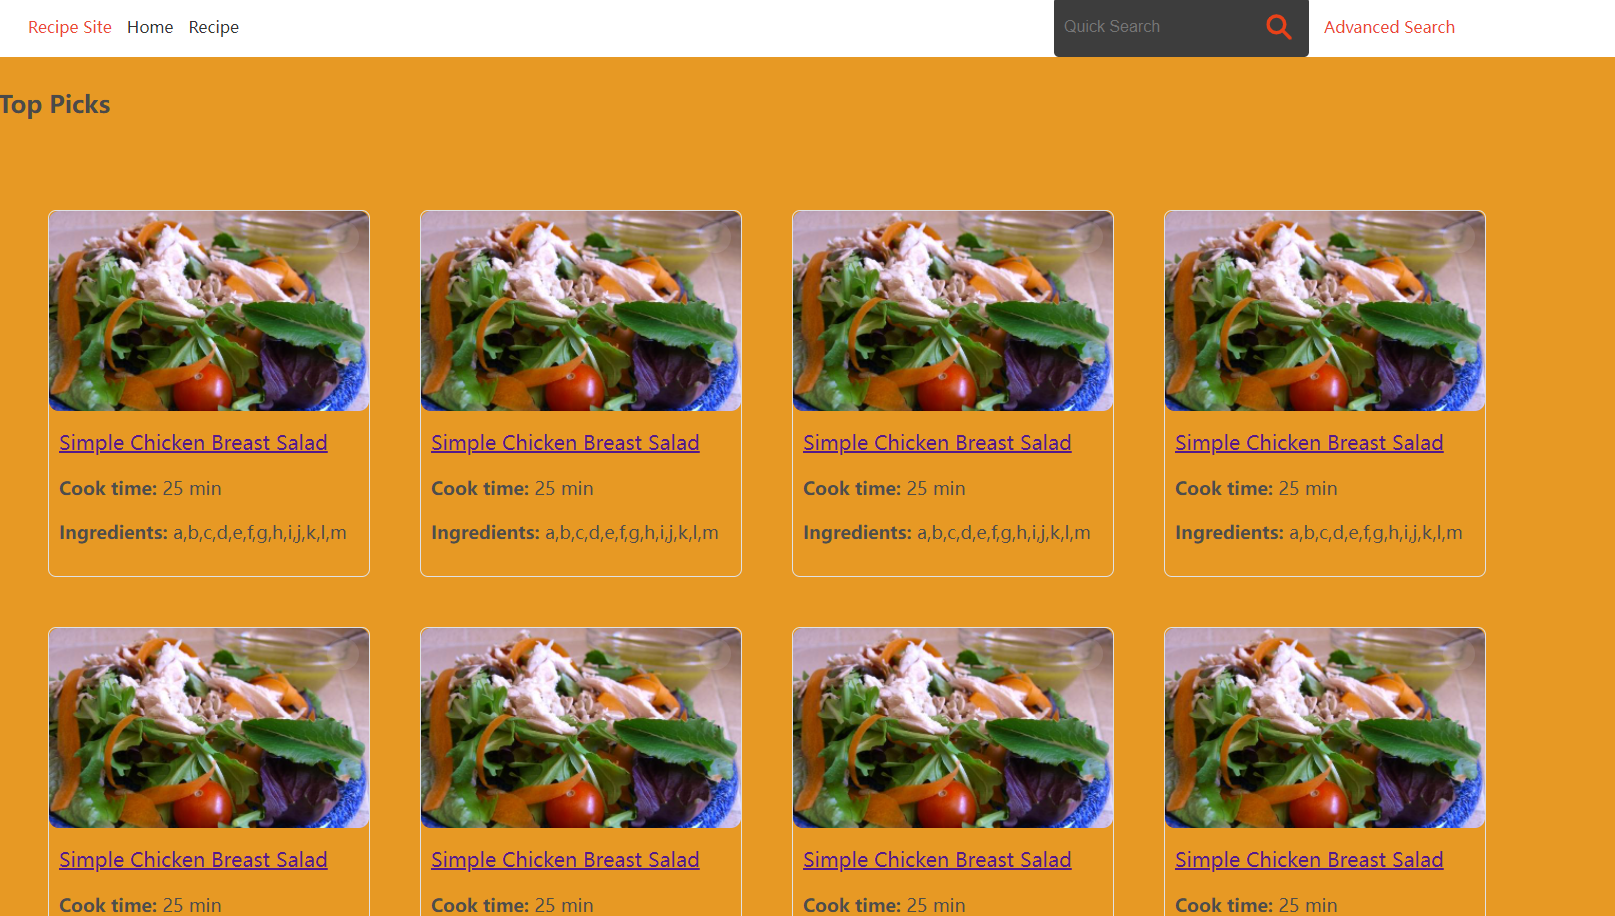 Recipe Site Home Recipe Quick Search Advanced Search
Top Picks
Simple Chicken Breast Salad Simple Chicken Breast Salad Simple Chicken Breast Salad Simple Chicken Breast Salad
Cook time: 25 min Cook time: 25 min Cook time: 25 min Cook time: 25 min
Ingredients: a,b,c,d,e,f,g,h,i,j,k,l,m Ingredients: a,b,c,d,e,f,g,h,i,j,k,l,m Ingredients: a,b,c,d,e,f,g,h,i,j,k,l,m Ingredients: a,b,c,d,e,f,g,h,i,j,k,l,m
Simple Chicken Breast Salad Simple Chicken Breast Salad Simple Chicken Breast Salad Simple Chicken Breast Salad
Cook time: 25 min Cook time: 25 min Cook time: 25 min Cook time: 25 min